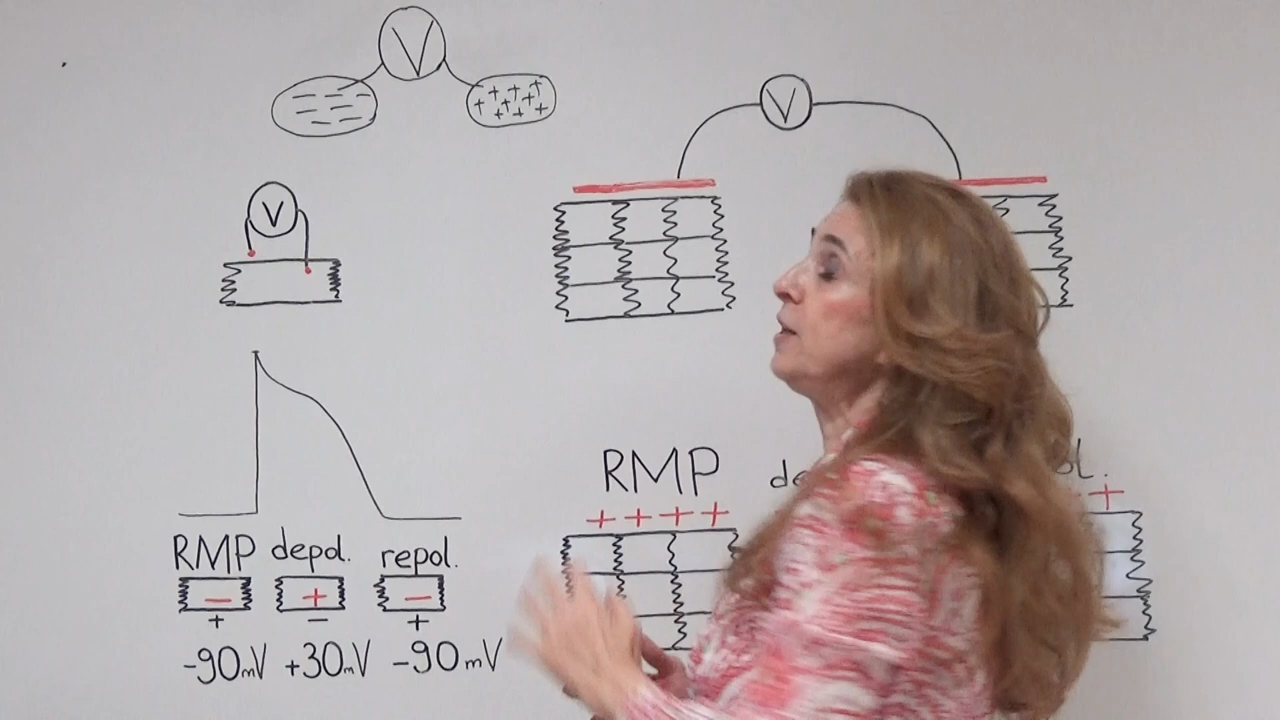 V
V
V
RMP depol. repol.
− + −
+ − +
-90mV +30mV -90mV
RMP
+ + + + +